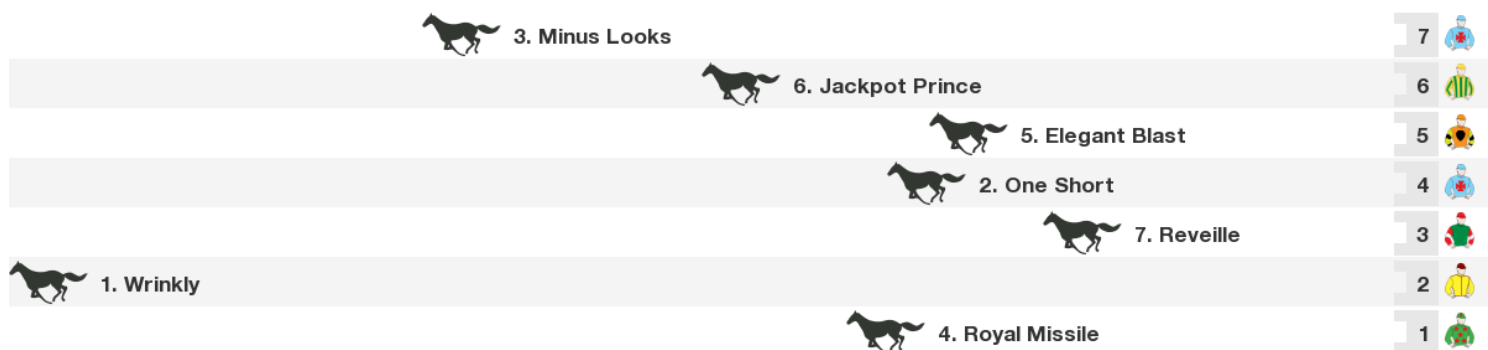 3. Minus Looks 7
6. Jackpot Prince 6
5. Elegant Blast 5
2. One Short 4
7. Reveille 3
1. Wrinkly 2
4. Royal Missile 1